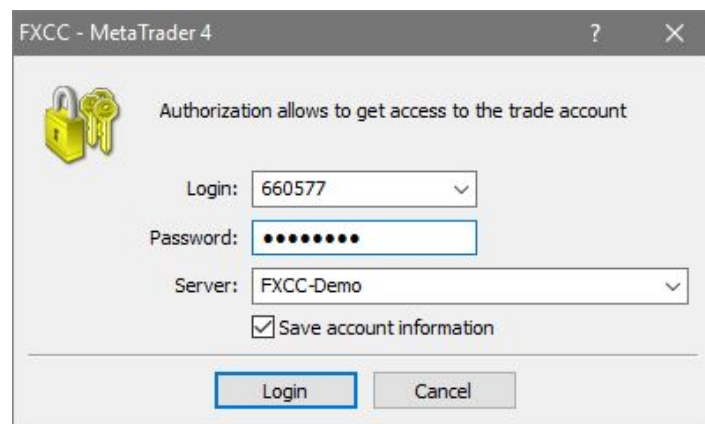 FXCC - MetaTrader 4 ?
Authorization allows to get access to the trade account
Login: 660577
Password: ●●●●●●●●
Server: FXCC-Demo
Save account information
Login Cancel